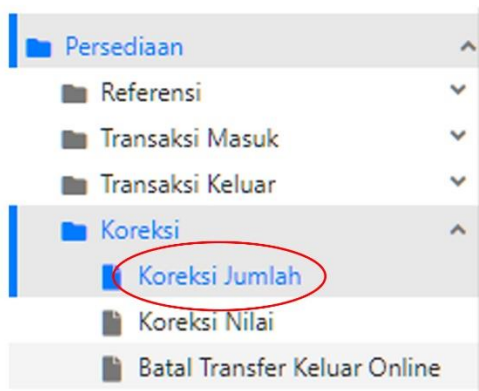 Persediaan
Referensi
Transaksi Masuk
Transaksi Keluar
Koreksi
Koreksi Jumlah
Koreksi Nilai
Batal Transfer Keluar Online